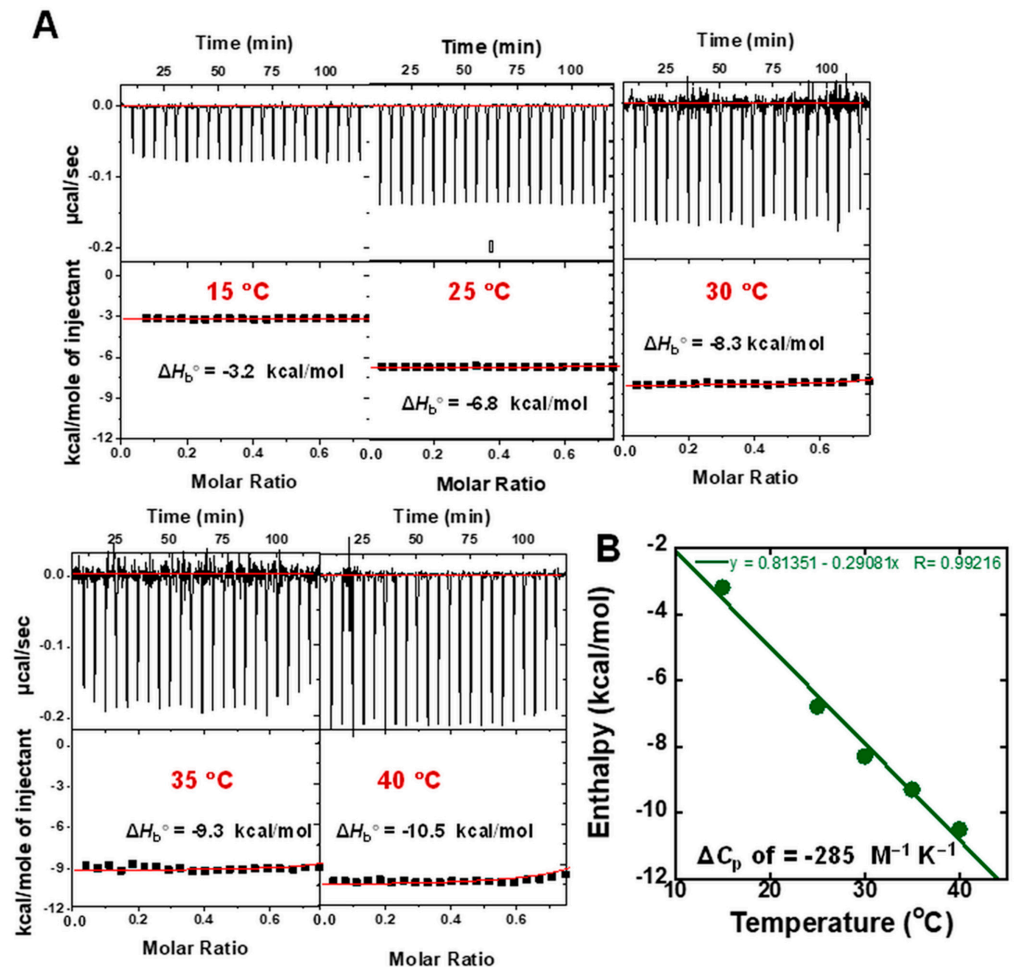 A
Time (min)
Time (min)
Time (min)
25 50 75 100
25 50 75 100
25 50 75 100
0.0
-0.1
-0.2
µcal/sec
0
-3
-6
-9
-12
kcal/mole of injectant
15 °C
25 °C
30 °C
ΔHb° = -3.2 kcal/mol
ΔHb° = -6.8 kcal/mol
ΔHb° = -8.3 kcal/mol
0.0 0.2 0.4 0.6
0.0 0.2 0.4 0.6
0.0 0.2 0.4 0.6
Molar Ratio
Molar Ratio
Molar Ratio
Time (min)
Time (min)
25 50 75 100
25 50 75 100
0.0
-0.1
-0.2
µcal/sec
0
-3
-6
-9
-12
kcal/mole of injectant
35 °C
40 °C
ΔHb° = -9.3 kcal/mol
ΔHb° = -10.5 kcal/mol
0.0 0.2 0.4 0.6
0.0 0.2 0.4 0.6
Molar Ratio
Molar Ratio
B
y = 0.81351 - 0.29081x R= 0.99216
-2
-4
-6
-8
-10
-12
Enthalpy (kcal/mol)
ΔCp of = -285 M−1 K−1
10 20 30 40
Temperature (°C)